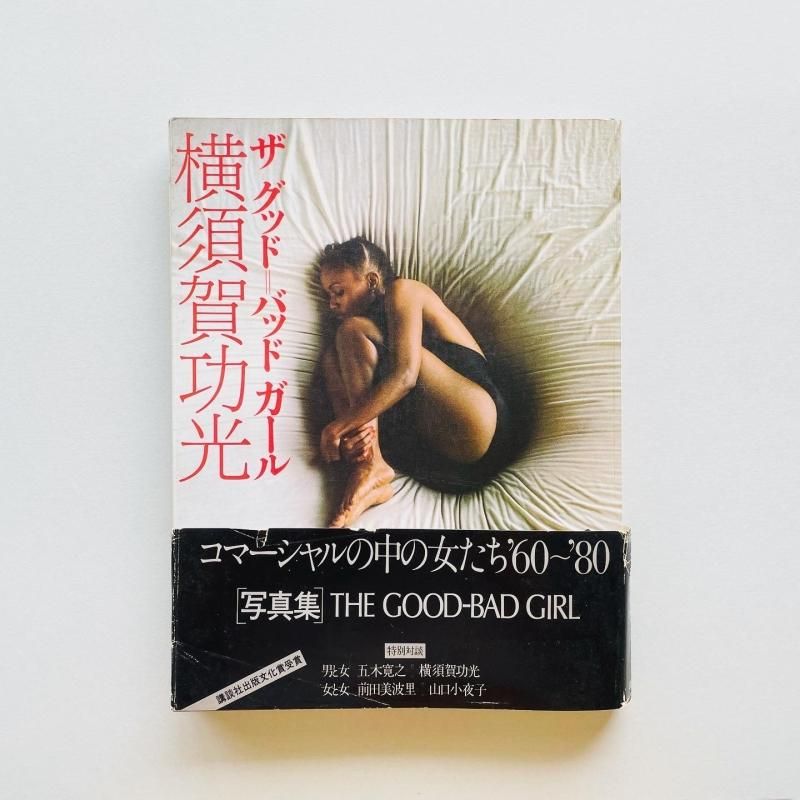 ザ グッド=バッド ガール
横須賀功光
コマーシャルの中の女たち'60〜'80
[写真集] THE GOOD-BAD GIRL
特別対談
男と女 五木寛之 横須賀功光
女と女 前田美波里 山口小夜子
講談社出版文化賞受賞